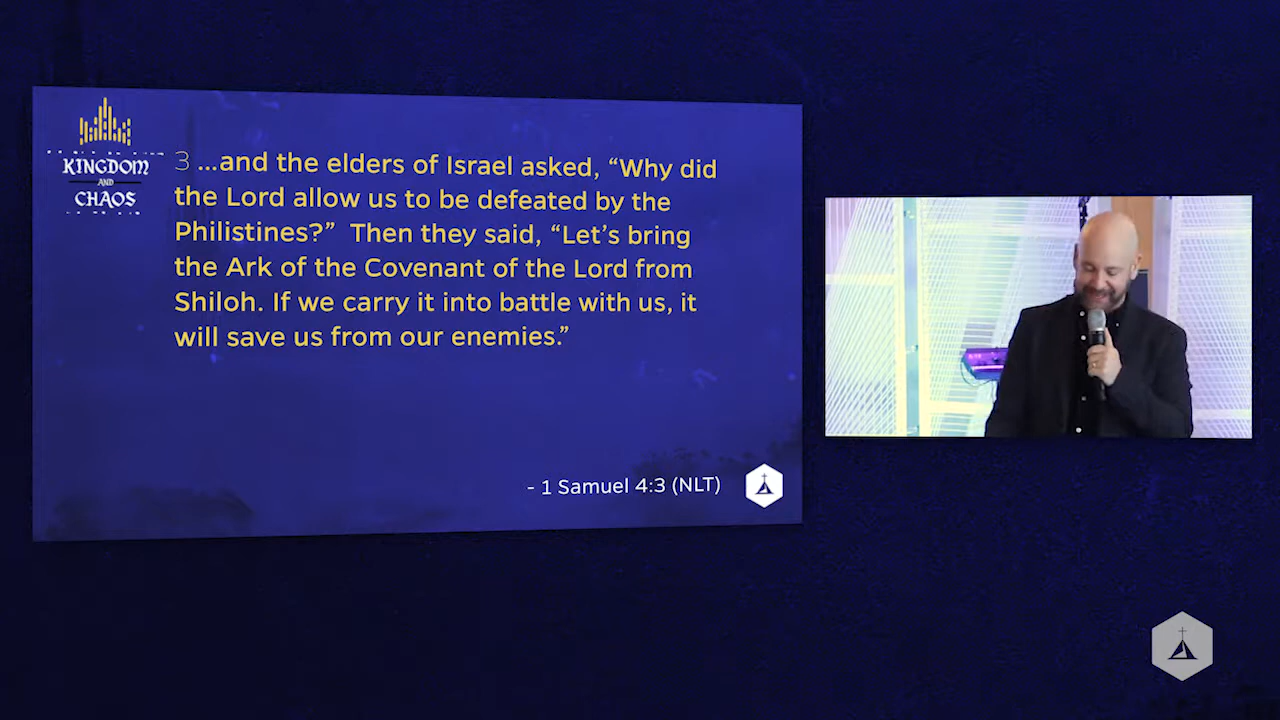 KINGDOM
AND
CHAOS
3 ...and the elders of Israel asked, “Why did
the Lord allow us to be defeated by the
Philistines?”  Then they said, “Let’s bring
the Ark of the Covenant of the Lord from
Shiloh. If we carry it into battle with us, it
will save us from our enemies.”
- 1 Samuel 4:3 (NLT)